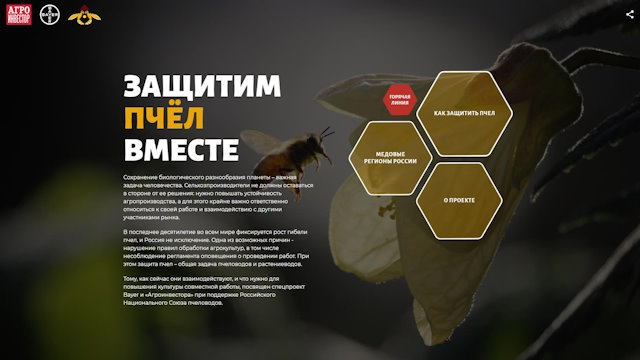 АГРО
ИНВЕСТОР
BAYER
ЗАЩИТИМ
ПЧЁЛ
ВМЕСТЕ
Сохранение биологического разнообразия планеты – важная
задача человечества. Сельхозпроизводители не должны оставаться
в стороне от ее решения: нужно повышать устойчивость
агропроизводства, а для этого крайне важно ответственно
относиться к своей работе и взаимодействию с другими
участниками рынка.
В последнее десятилетие во всем мире фиксируется рост гибели
пчел, и Россия не исключение. Одна из возможных причин -
нарушение правил обработки агрокультур, в том числе
несоблюдение регламента оповещения о проведении работ. При
этом защита пчел – общая задача пчеловодов и растениеводов.
Тому, как сейчас они взаимодействуют, и что нужно для
повышения культуры совместной работы, посвящен спецпроект
Bayer и «Агроинвестора» при поддержке Российского
Национального Союза пчеловодов.
ГОРЯЧАЯ
ЛИНИЯ
КАК ЗАЩИТИТЬ ПЧЕЛ
МЕДОВЫЕ
РЕГИОНЫ РОССИИ
О ПРОЕКТЕ